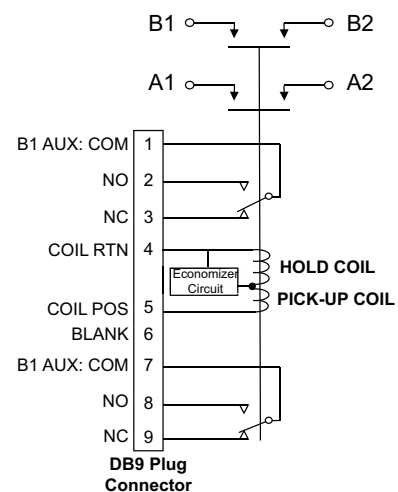 B1 B2
A1 A2
B1 AUX: COM 1
NO 2
NC 3
COIL RTN 4
HOLD COIL
Economizer
Circuit
PICK-UP COIL
COIL POS 5
BLANK 6
B1 AUX: COM 7
NO 8
NC 9
DB9 Plug
Connector